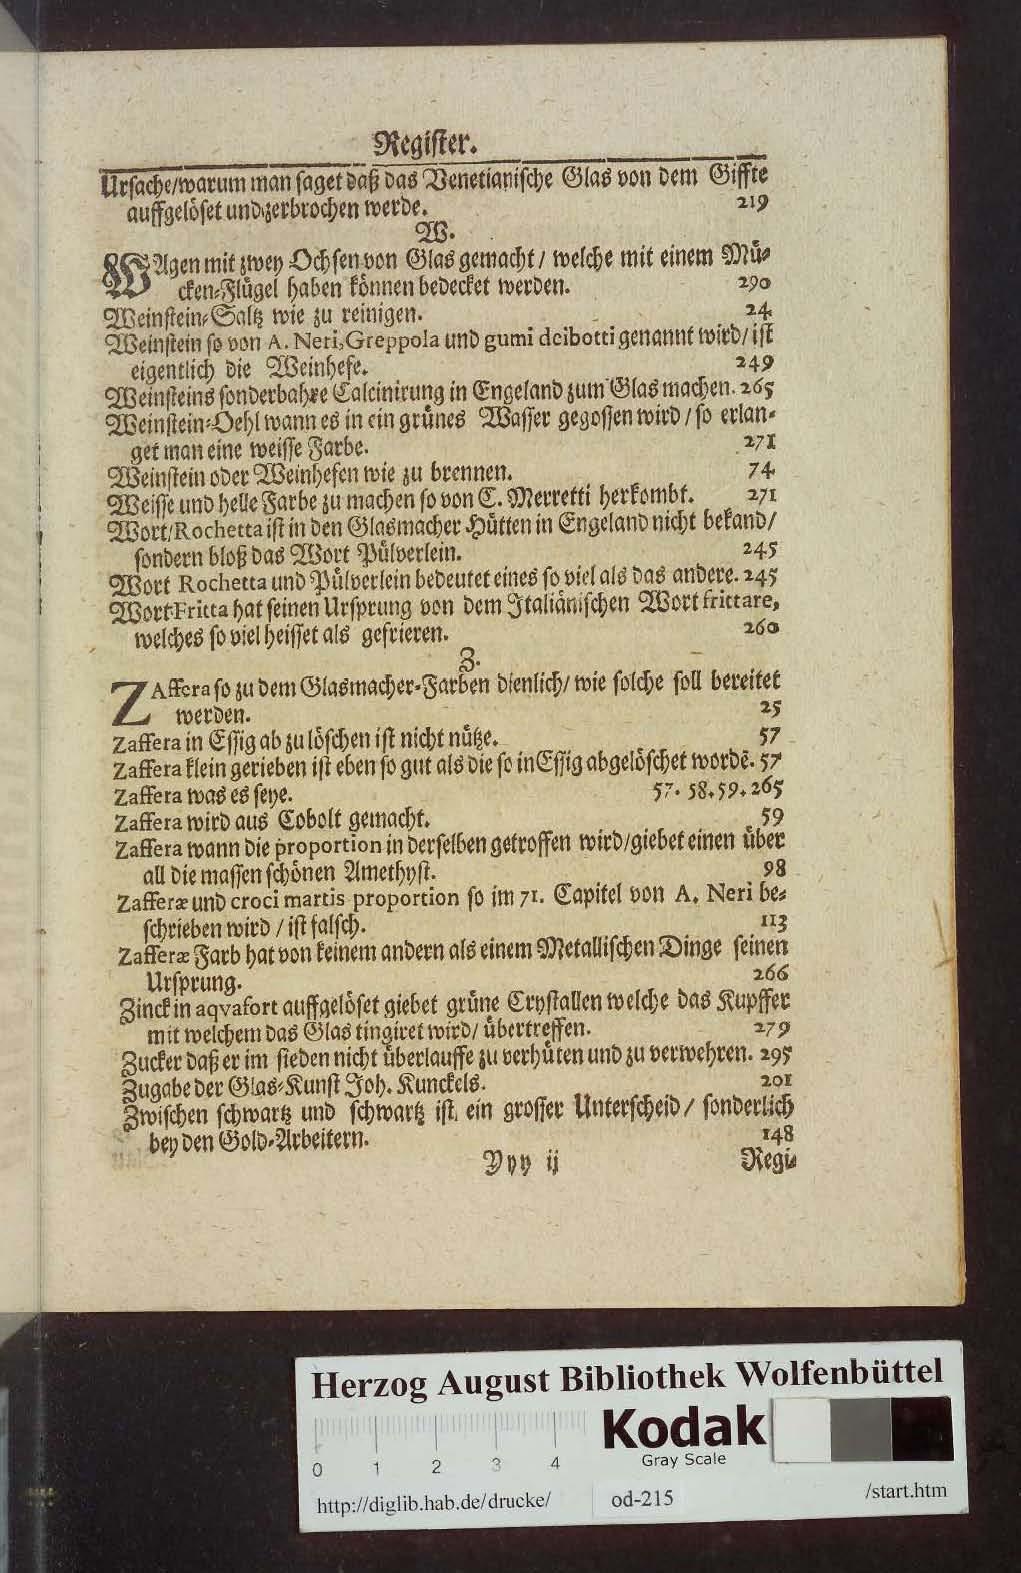 Register.
Ursache/warum man saget daß das Venetianische Glas von dem Giffte
auffgelöset und zerbrochen werde. 219
W.
WAgen mit zwey Ochsen von Glas gemacht / welche mit einem Mü-
cken-Flügel haben können bedecket werden. 290
Weinstein-Saltz wie zu reinigen. 24
Weinstein so von A. Neri, Greppola und gumi dcibotti genannt wird/ ist
eigentlich die Weinhefe. 249
Weinsteins sonderbahre Calcinirung in Engeland zum Glas machen. 265
Weinstein-Oehl wann es in ein grünes Wasser gegossen wird / so erlan-
get man eine weisse Farbe. 271
Weinstein oder Weinhefen wie zu brennen. 74
Weisse und helle Farbe zu machen so von C. Merretti herkombt. 271
Wort/Rochetta ist in den Glasmacher Hütten in Engeland nicht bekand/
sondern bloß das Wort Pülverlein. 245
Wort Rochetta und Pülverlein bedeutet eines so viel als das andere. 245
Wort Fritta hat seinen Ursprung von dem Italiänischen Wort frittare,
welches so viel heisset als gefrieren. 260
Z.
ZAffera so zu dem Glasmacher-Farben dienlich/ wie solche soll bereitet
werden. 25
Zaffera in Essig ab zu löschen ist nicht nütze. 57
Zaffera klein gerieben ist eben so gut als die so in Essig abgelöschet wordē. 57
Zaffera was es seye. 57. 58. 59. 265
Zaffera wird aus Cobolt gemacht. 59
Zaffera wann die proportion in derselben getroffen wird/giebet einen über
all die massen schönen Amethyst. 98
Zafferæ und croci martis proportion so im 71. Capitel von A. Neri be-
schrieben wird / ist falsch. 113
Zafferæ Farb hat von keinem andern als einem Metallischen Dinge seinen
Ursprung. 266
Zinck in aqvafort auffgelöset giebet grüne Crystallen welche das Kupffer
mit welchem das Glas tingiret wird/ übertreffen. 279
Zucker daß er im sieden nicht überlauffe zu verhüten und zu verwehren. 295
Zugabe der Glas-Kunst Joh. Kunckels. 201
Zwischen schwartz und schwartz ist ein grosser Unterscheid/ sonderlich
bey den Gold-Arbeitern. 148
Yyy ij Regi-
Herzog August Bibliothek Wolfenbüttel
Kodak
Gray Scale
0 1 2 3 4
http://diglib.hab.de/drucke/ od-215 /start.htm